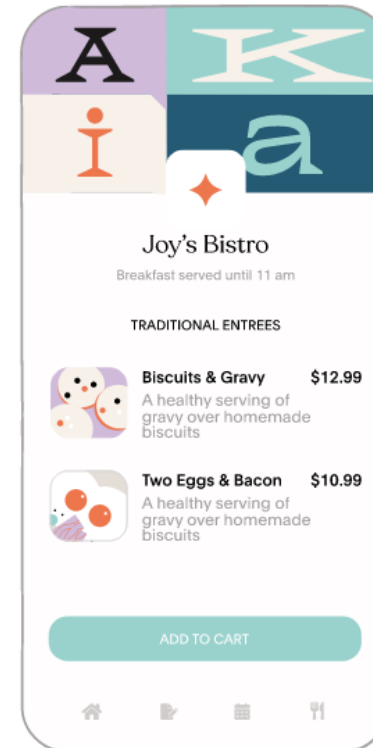 A K
i a
Joy's Bistro
Breakfast served until 11 am
TRADITIONAL ENTREES
Biscuits & Gravy $12.99
A healthy serving of
gravy over homemade
biscuits
Two Eggs & Bacon $10.99
A healthy serving of
gravy over homemade
biscuits
ADD TO CART